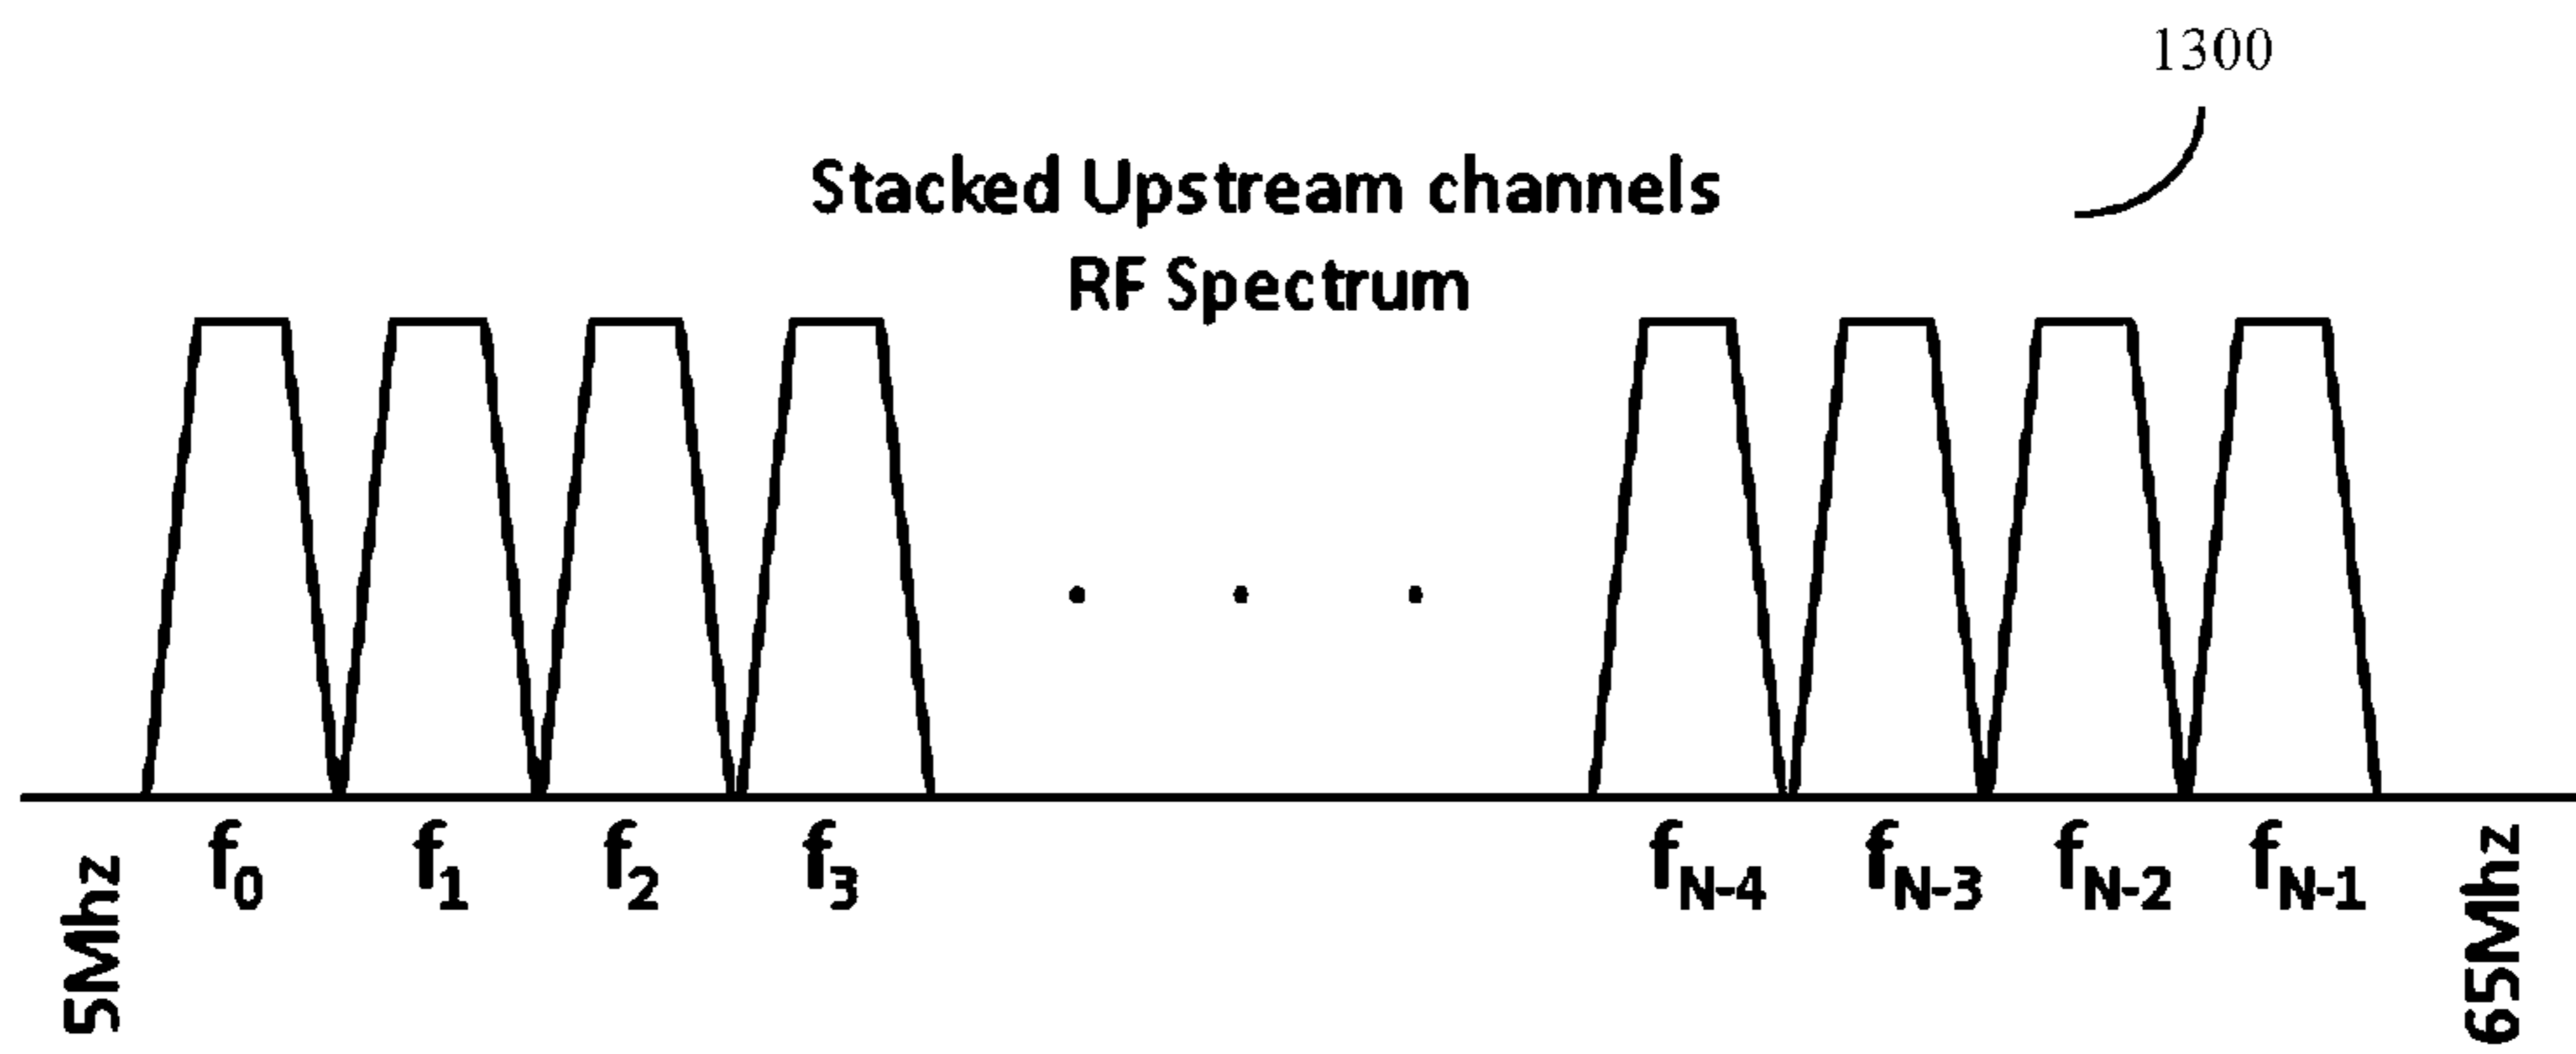 1300
Stacked Upstream channels
RF Spectrum
f0 f1 f2 f3 . . . fN-4 fN-3 fN-2 fN-1
5Mhz
65Mhz